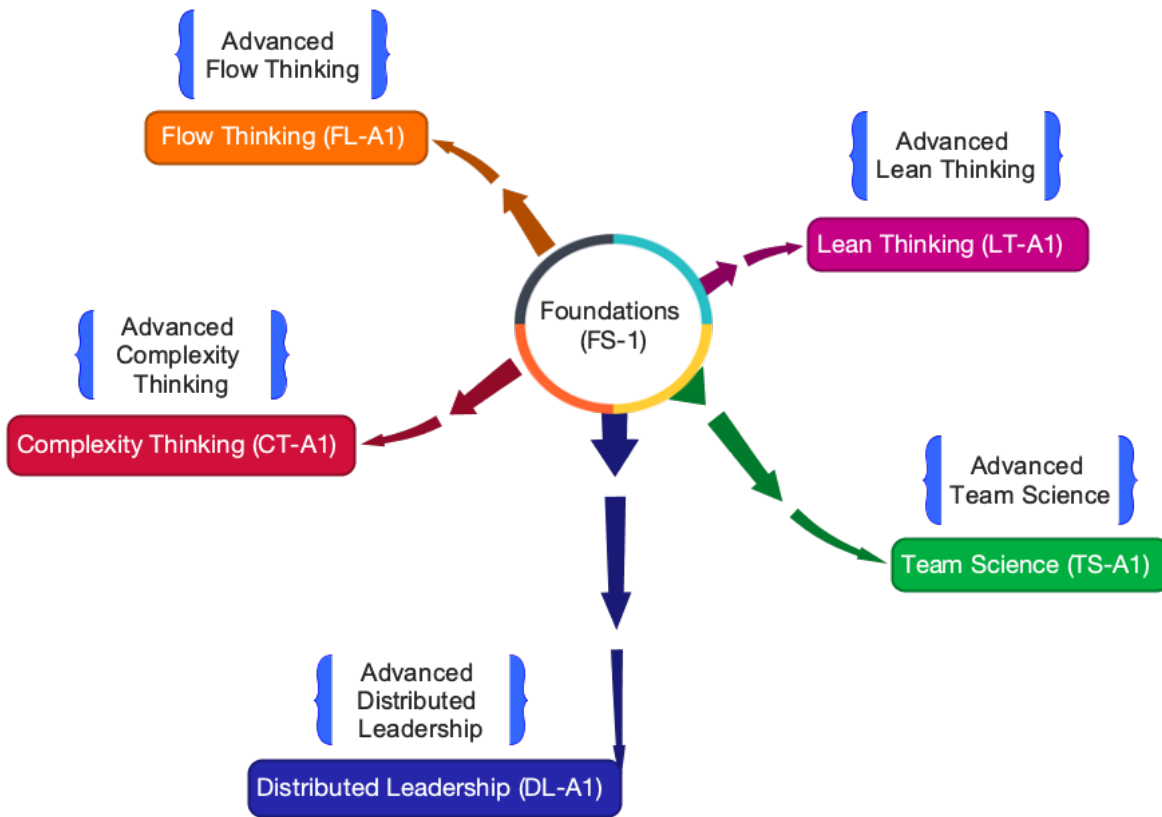 Advanced
Flow Thinking
Flow Thinking (FL-A1)
Advanced
Lean Thinking
Lean Thinking (LT-A1)
Foundations
(FS-1)
Advanced
Complexity
Thinking
Complexity Thinking (CT-A1)
Advanced
Team Science
Team Science (TS-A1)
Advanced
Distributed
Leadership
Distributed Leadership (DL-A1)